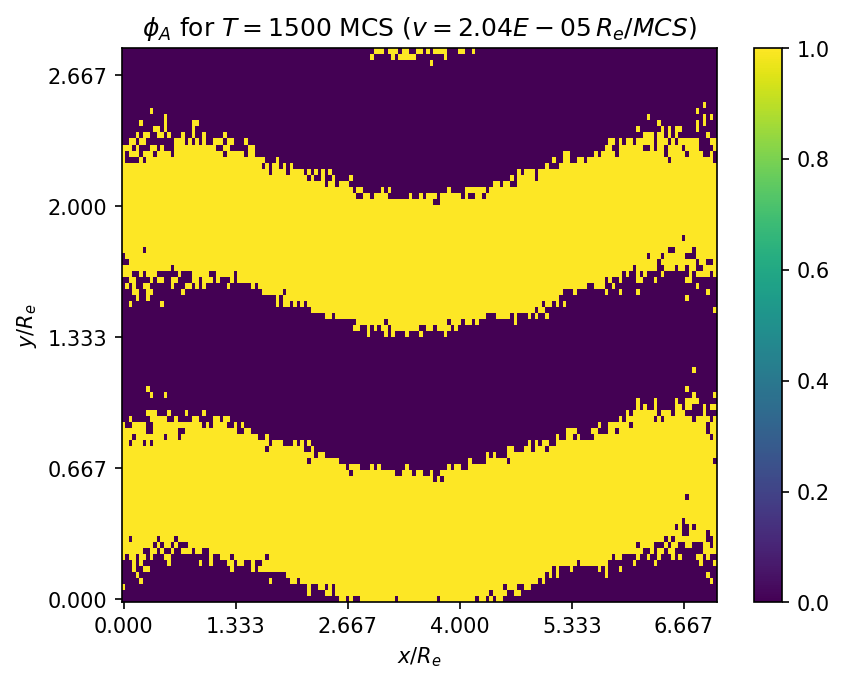 ϕ_A for T = 1500 MCS (v = 2.04E − 05 R_e/MCS)
y/R_e
2.667
2.000
1.333
0.667
0.000
0.000 1.333 2.667 4.000 5.333 6.667
x/R_e
1.0
0.8
0.6
0.4
0.2
0.0